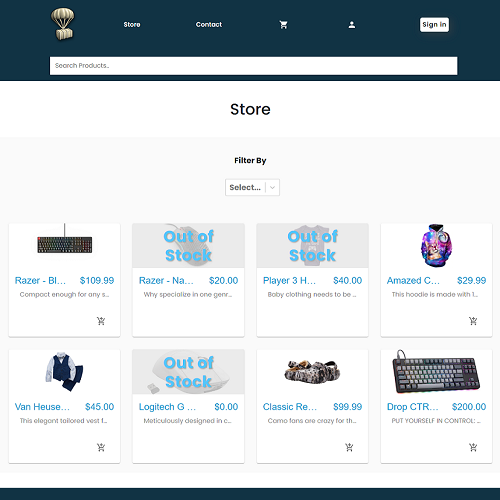 Store
Contact
Sign in
Search Products..
Store
Filter By
Select...
Out of
Stock
Out of
Stock
Razer - Bl... $109.99
Razer - Na... $20.00
Player 3 H... $40.00
Amazed C... $29.99
Compact enough for any s...
Why specialize in one genr...
Baby clothing needs to be ...
This hoodie is made with 1...
Out of
Stock
Van Heuse... $45.00
Logitech G ... $0.00
Classic Re... $99.99
Drop CTR... $200.00
This elegant tailored vest f...
Meticulously designed in c...
Camo fans are crazy for th...
PUT YOURSELF IN CONTROL: ...